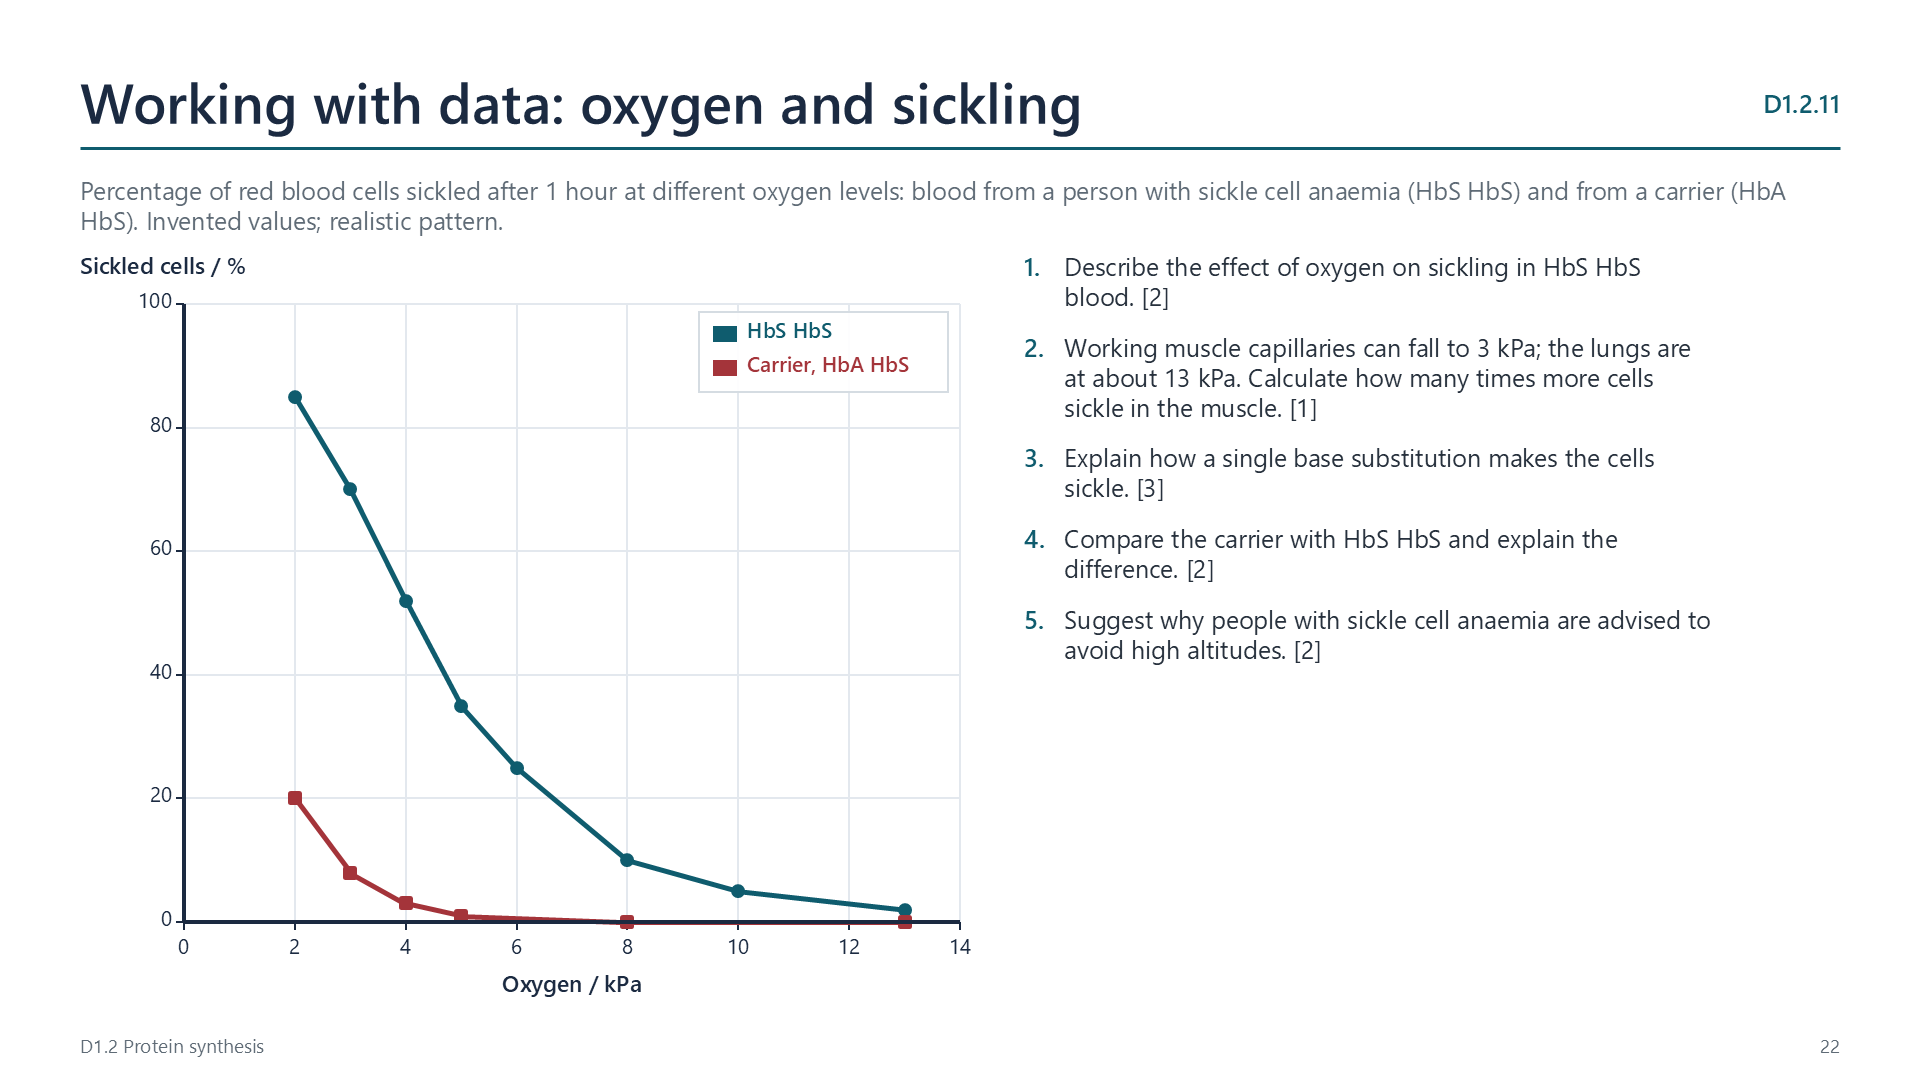 Working with data: oxygen and sickling
D1.2.11
Percentage of red blood cells sickled after 1 hour at different oxygen levels: blood from a person with sickle cell anaemia (HbS HbS) and from a carrier (HbA
HbS). Invented values; realistic pattern.
Sickled cells / %
100
80
60
40
20
0
HbS HbS
Carrier, HbA HbS
0 2 4 6 8 10 12 14
Oxygen / kPa
1. Describe the effect of oxygen on sickling in HbS HbS
blood. [2]
2. Working muscle capillaries can fall to 3 kPa; the lungs are
at about 13 kPa. Calculate how many times more cells
sickle in the muscle. [1]
3. Explain how a single base substitution makes the cells
sickle. [3]
4. Compare the carrier with HbS HbS and explain the
difference. [2]
5. Suggest why people with sickle cell anaemia are advised to
avoid high altitudes. [2]
D1.2 Protein synthesis
22